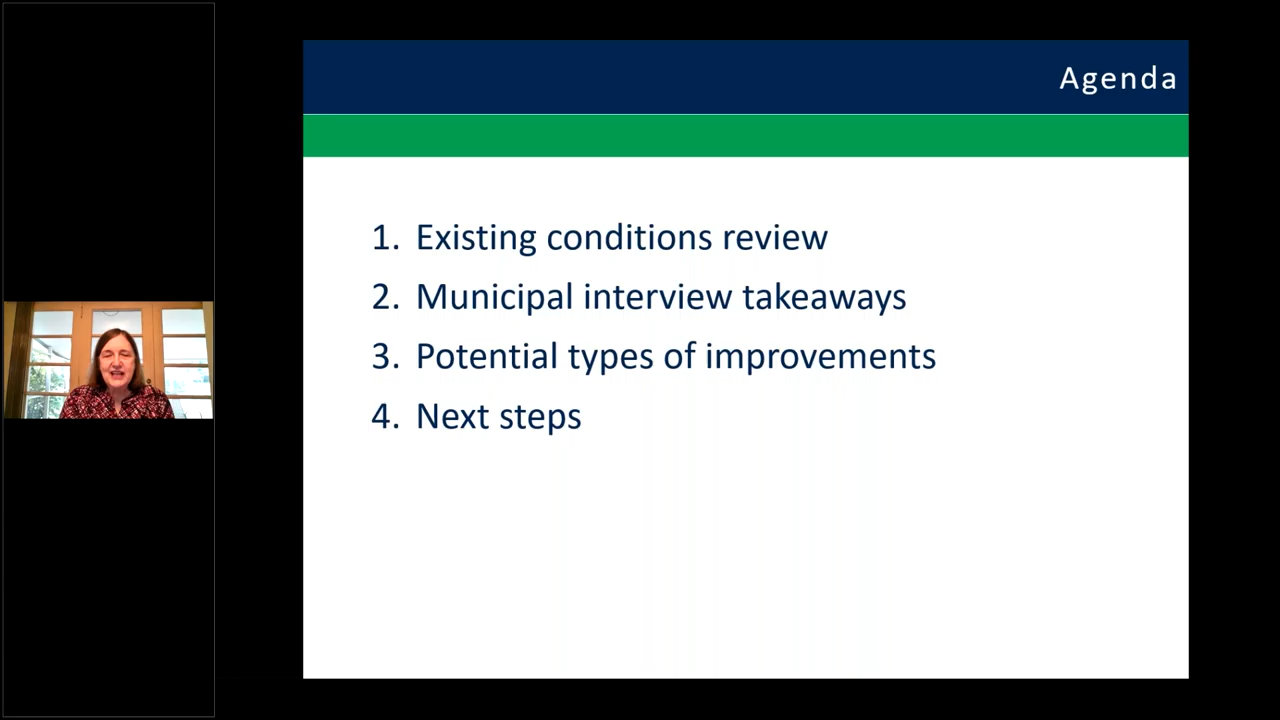 Agenda
1. Existing conditions review
2. Municipal interview takeaways
3. Potential types of improvements
4. Next steps